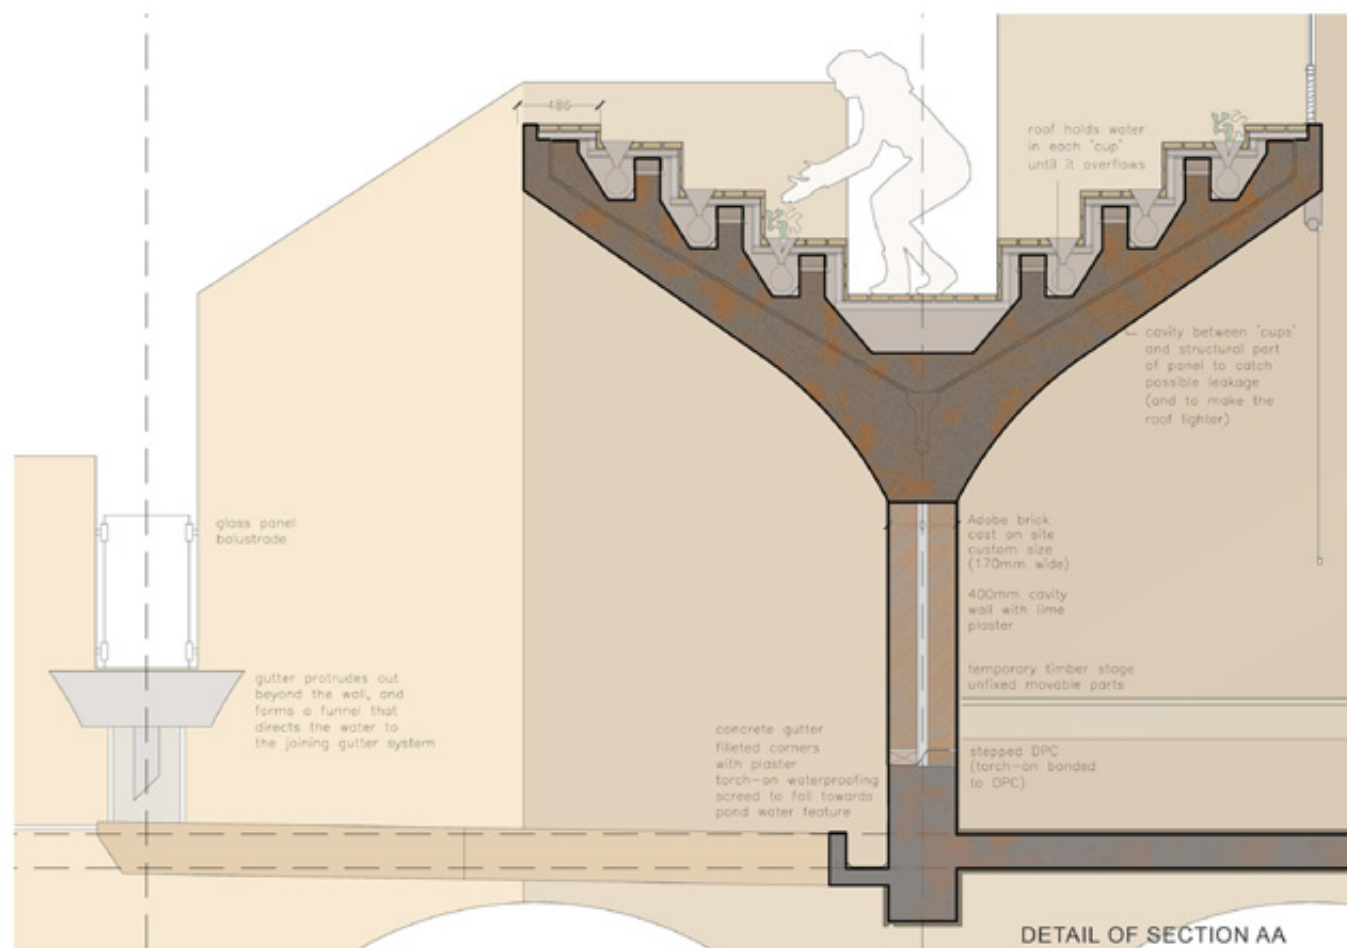 486
roof holds water
in each 'cup'
until it overflows
cavity between 'cups'
and structural part
of panel to catch
possible leakage
(and to make the
roof lighter)
glass panel
balustrade
Adobe brick
cast on site
custom size
(170mm wide)
400mm cavity
wall with lime
plaster
temporary timber stage
unfixed movable parts
gutter protrudes out
beyond the wall, and
forms a funnel that
directs the water to
the joining gutter system
concrete gutter
filleted corners
with plaster
torch-on waterproofing
screed to fall towards
pond water feature
stepped DPC
(torch-on bonded
to DPC)
DETAIL OF SECTION AA